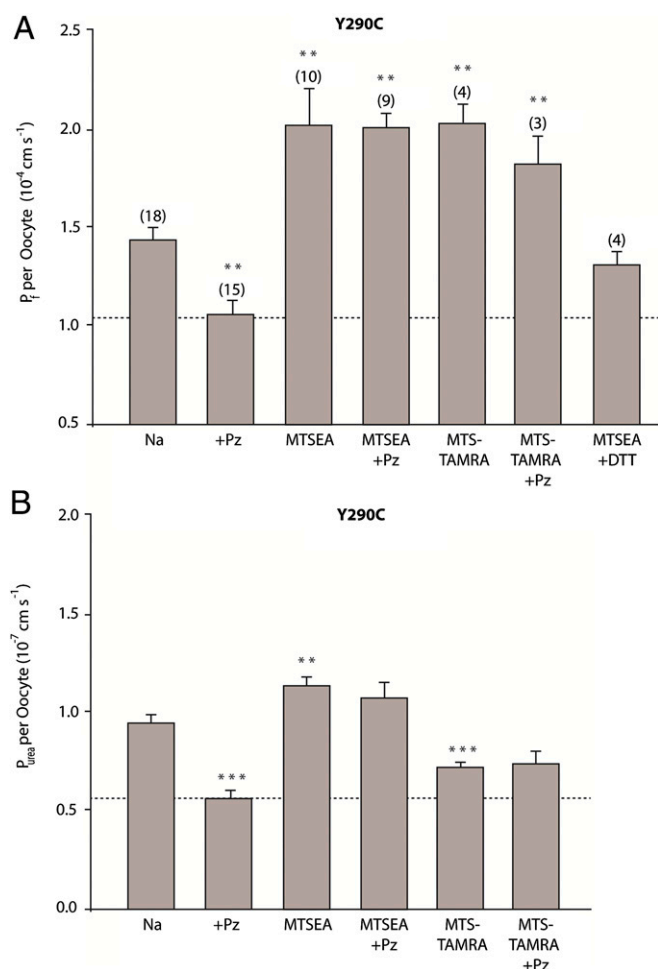 A
Y290C
P_f per Oocyte (10^-4 cm s^-1)
2.5
2.0
1.5
1.0
0.5
(18)
**
(15)
**
(10)
**
(9)
**
(4)
**
(3)
(4)
Na
+Pz
MTSEA
MTSEA
+Pz
MTS-
TAMRA
MTS-
TAMRA
+Pz
MTSEA
+DTT
B
Y290C
P_urea per Oocyte (10^-7 cm s^-1)
2.0
1.5
1.0
0.5
0.0
***
**
***
Na
+Pz
MTSEA
MTSEA
+Pz
MTS-
TAMRA
MTS-
TAMRA
+Pz